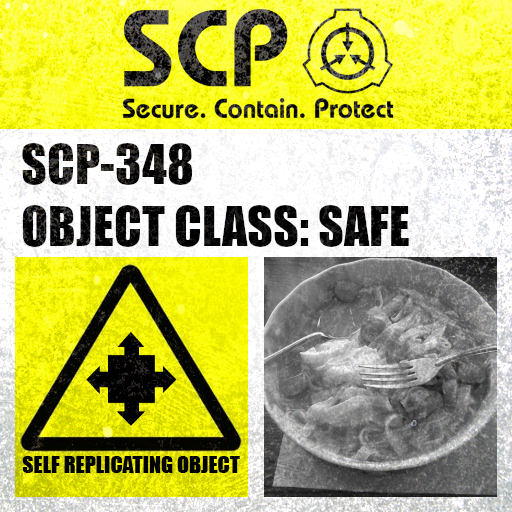 SCP
Secure. Contain. Protect
SCP-348
OBJECT CLASS: SAFE
SELF REPLICATING OBJECT